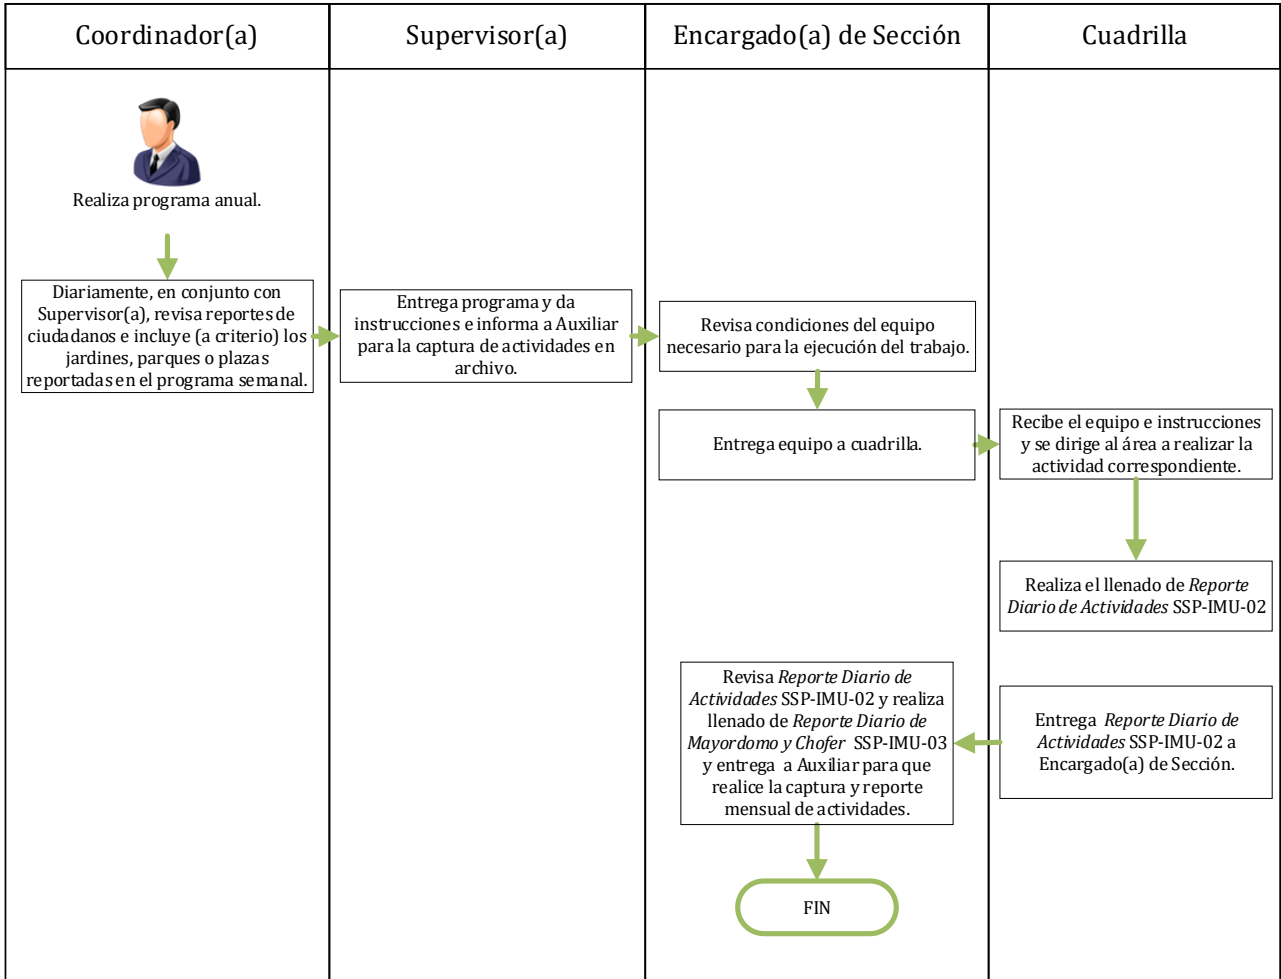 Coordinador(a)
Supervisor(a)
Encargado(a) de Sección
Cuadrilla
Realiza programa anual.
Diariamente, en conjunto con
Supervisor(a), revisa reportes de
ciudadanos e incluye (a criterio) los
jardines, parques o plazas
reportadas en el programa semanal.
Entrega programa y da
instrucciones e informa a Auxiliar
para la captura de actividades en
archivo.
Revisa condiciones del equipo
necesario para la ejecución del trabajo.
Entrega equipo a cuadrilla.
Recibe el equipo e instrucciones
y se dirige al área a realizar la
actividad correspondiente.
Realiza el llenado de Reporte
Diario de Actividades SSP-IMU-02
Entrega Reporte Diario de
Actividades SSP-IMU-02 a
Encargado(a) de Sección.
Revisa Reporte Diario de
Actividades SSP-IMU-02 y realiza
llenado de Reporte Diario de
Mayordomo y Chofer SSP-IMU-03
y entrega a Auxiliar para que
realice la captura y reporte
mensual de actividades.
FIN